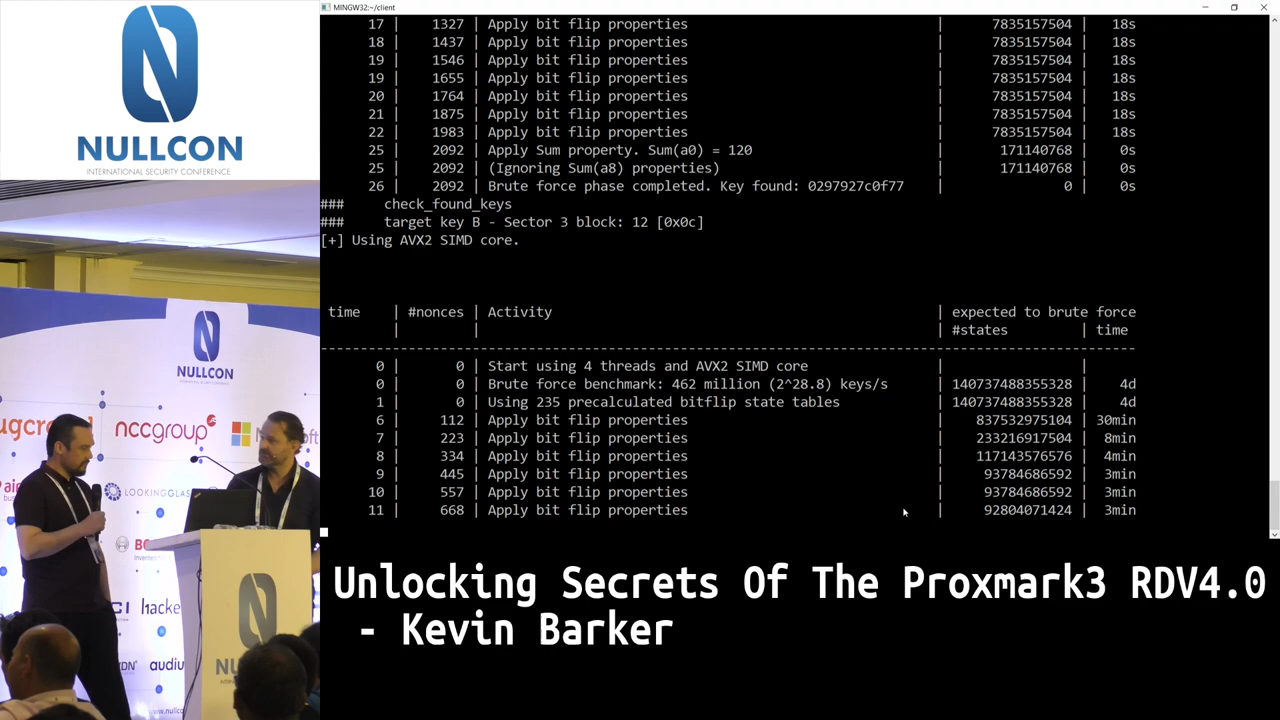 NULLCON
INTERNATIONAL SECURITY CONFERENCE
MINGW32:~/client
17 | 1327 | Apply bit flip properties | 7835157504 | 18s
18 | 1437 | Apply bit flip properties | 7835157504 | 18s
19 | 1546 | Apply bit flip properties | 7835157504 | 18s
19 | 1655 | Apply bit flip properties | 7835157504 | 18s
20 | 1764 | Apply bit flip properties | 7835157504 | 18s
21 | 1875 | Apply bit flip properties | 7835157504 | 18s
22 | 1983 | Apply bit flip properties | 7835157504 | 18s
25 | 2092 | Apply Sum property. Sum(a0) = 120 | 171140768 | 0s
25 | 2092 | (Ignoring Sum(a8) properties) | 171140768 | 0s
26 | 2092 | Brute force phase completed. Key found: 0297927c0f77 | 0 | 0s
### check_found_keys
### target key B - Sector 3 block: 12 [0x0c]
[+] Using AVX2 SIMD core.
time | #nonces | Activity | expected to brute force
| | | #states | time
------------------------------------------------------------------------------------------------------
0 | 0 | Start using 4 threads and AVX2 SIMD core | |
0 | 0 | Brute force benchmark: 462 million (2^28.8) keys/s | 140737488355328 | 4d
1 | 0 | Using 235 precalculated bitflip state tables | 140737488355328 | 4d
6 | 112 | Apply bit flip properties | 837532975104 | 30min
7 | 223 | Apply bit flip properties | 233216917504 | 8min
8 | 334 | Apply bit flip properties | 117143576576 | 4min
9 | 445 | Apply bit flip properties | 93784686592 | 3min
10 | 557 | Apply bit flip properties | 93784686592 | 3min
11 | 668 | Apply bit flip properties | 92804071424 | 3min
NULLCON
nccgroup
LOOKINGGLASS
hacke
audiu
NULLCON
Unlocking Secrets Of The Proxmark3 RDV4.0
- Kevin Barker